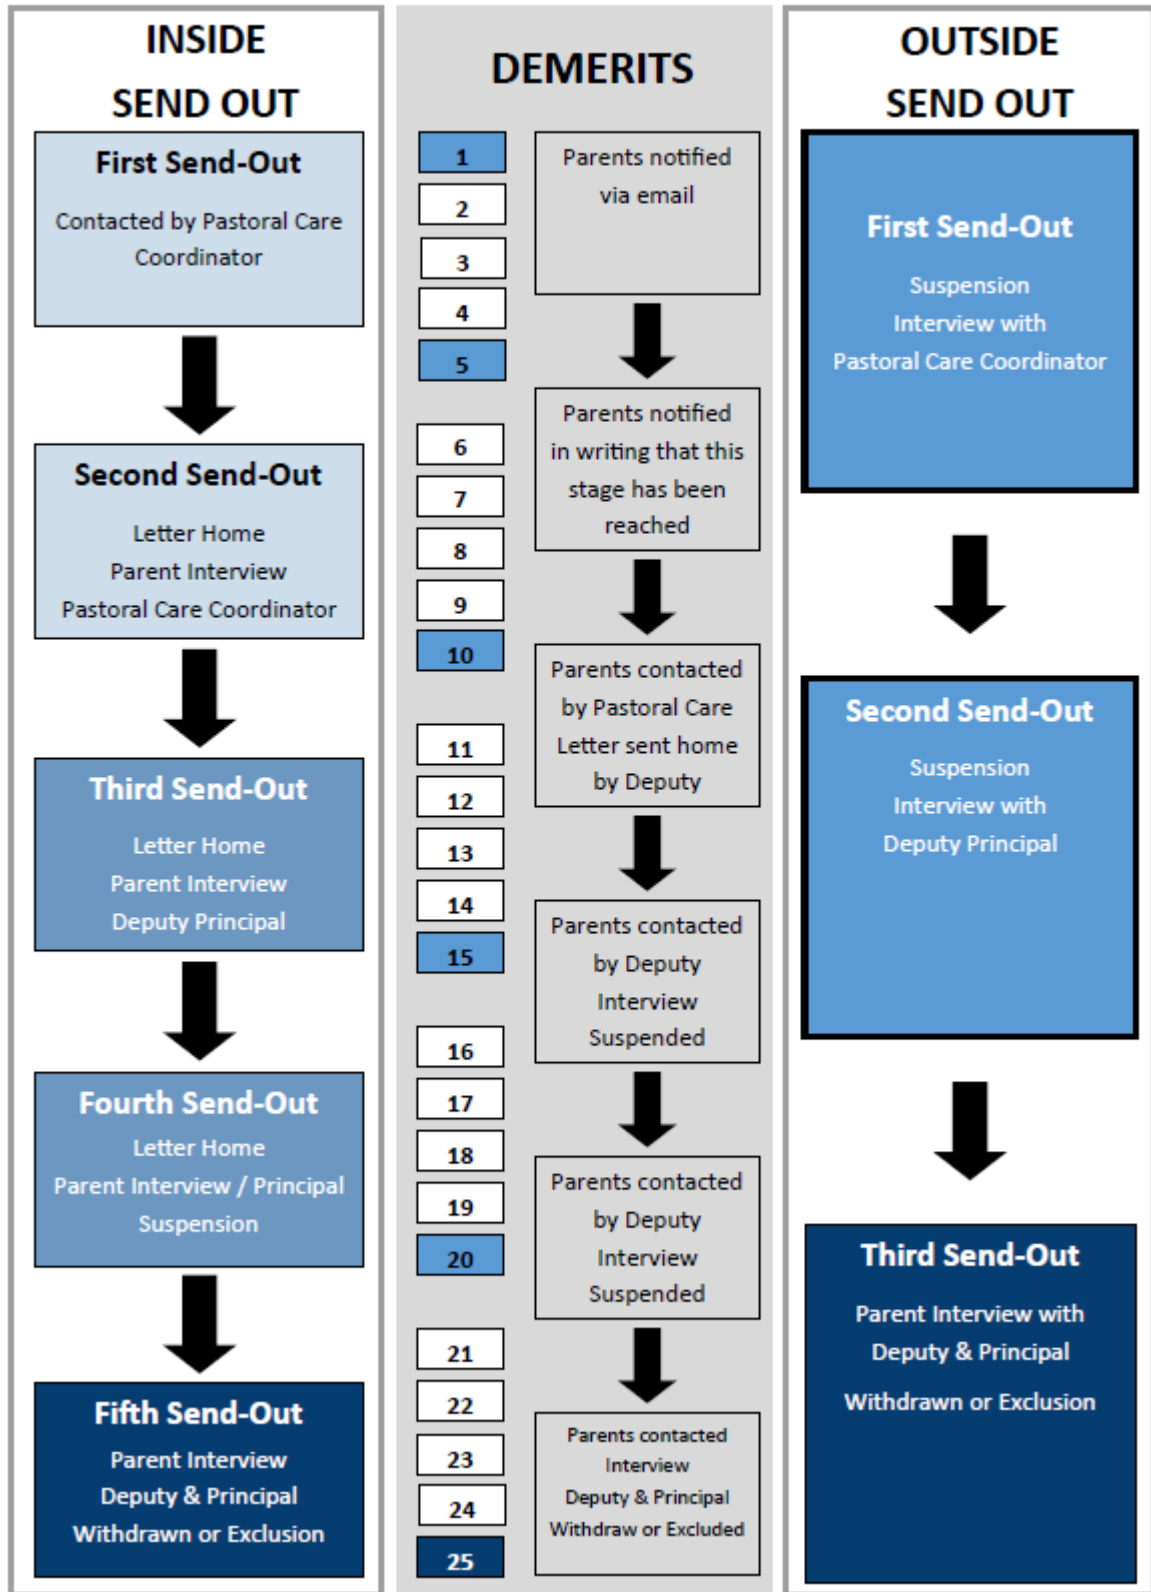 INSIDE
SEND OUT
First Send-Out
Contacted by Pastoral Care
Coordinator
Second Send-Out
Letter Home
Parent Interview
Pastoral Care Coordinator
Third Send-Out
Letter Home
Parent Interview
Deputy Principal
Fourth Send-Out
Letter Home
Parent Interview / Principal
Suspension
Fifth Send-Out
Parent Interview
Deputy & Principal
Withdrawn or Exclusion
DEMERITS
1
2
3
4
5
6
7
8
9
10
11
12
13
14
15
16
17
18
19
20
21
22
23
24
25
Parents notified
via email
Parents notified
in writing that this
stage has been
reached
Parents contacted
by Pastoral Care
Letter sent home
by Deputy
Parents contacted
by Deputy
Interview
Suspended
Parents contacted
by Deputy
Interview
Suspended
Parents contacted
Interview
Deputy & Principal
Withdraw or Excluded
OUTSIDE
SEND OUT
First Send-Out
Suspension
Interview with
Pastoral Care Coordinator
Second Send-Out
Suspension
Interview with
Deputy Principal
Third Send-Out
Parent Interview with
Deputy & Principal
Withdrawn or Exclusion